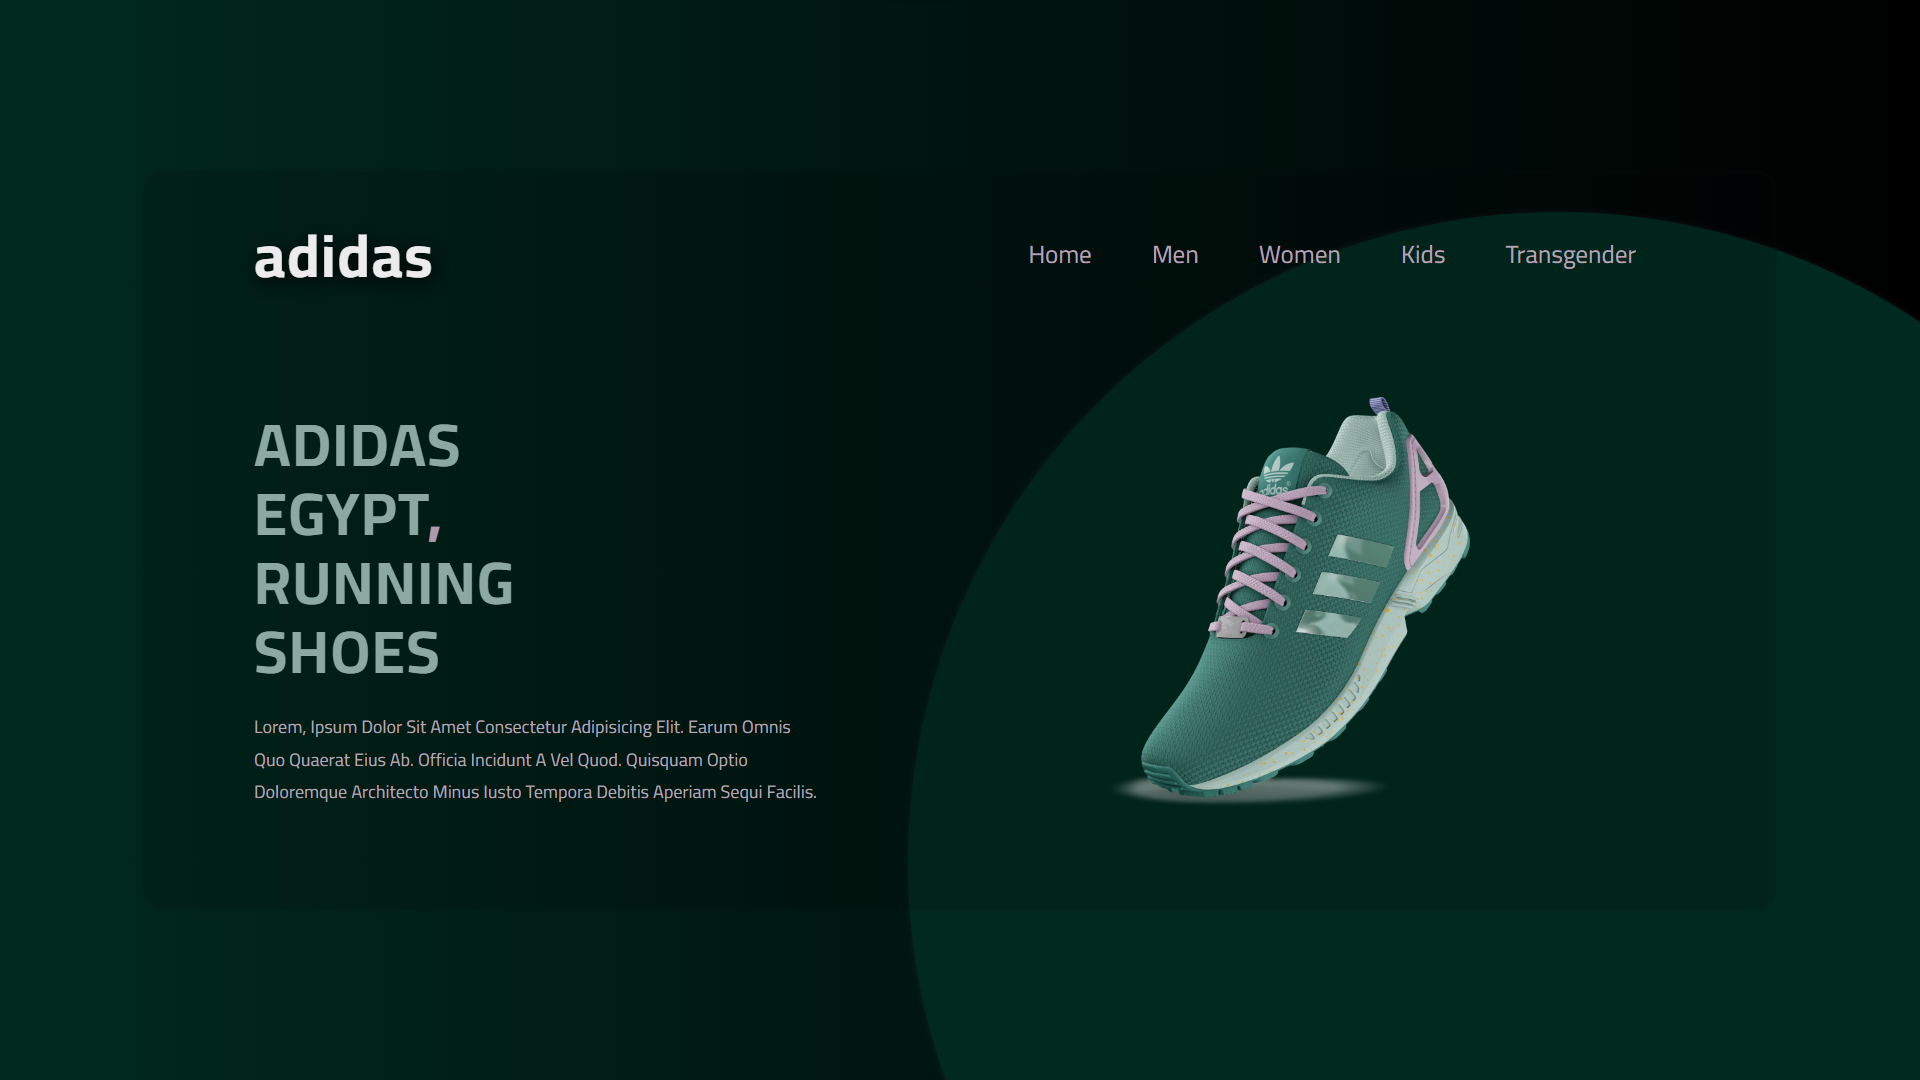 adidas
Home Men Women Kids Transgender
ADIDAS
EGYPT,
RUNNING
SHOES
adidas
Lorem, Ipsum Dolor Sit Amet Consectetur Adipisicing Elit. Earum Omnis
Quo Quaerat Eius Ab. Officia Incidunt A Vel Quod. Quisquam Optio
Doloremque Architecto Minus Iusto Tempora Debitis Aperiam Sequi Facilis.